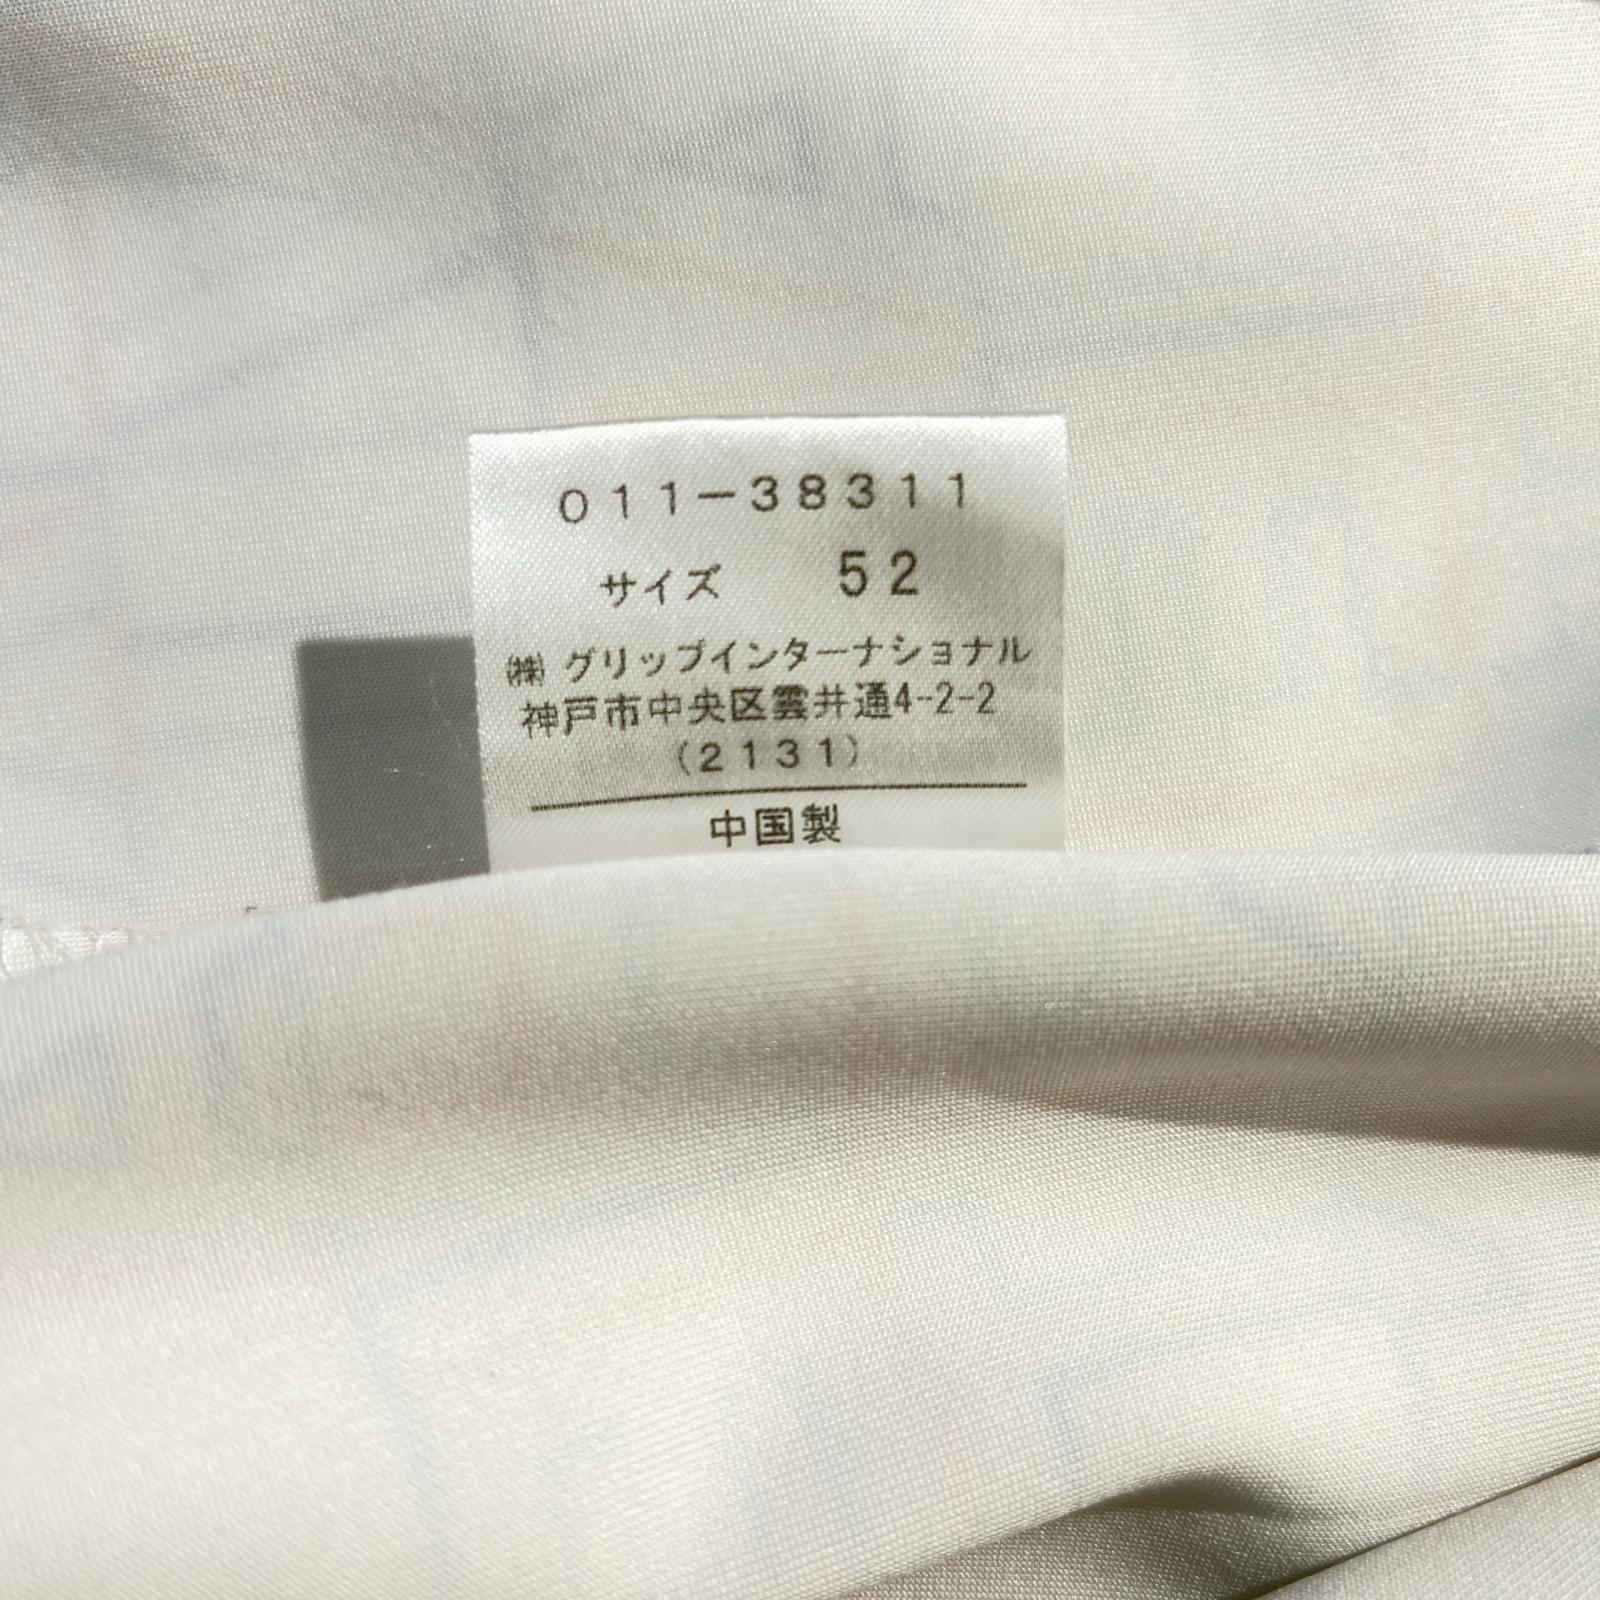 011-38311
サイズ 52
㈱ グリップインターナショナル
神戸市中央区雲井通4-2-2
(2131)
中国製